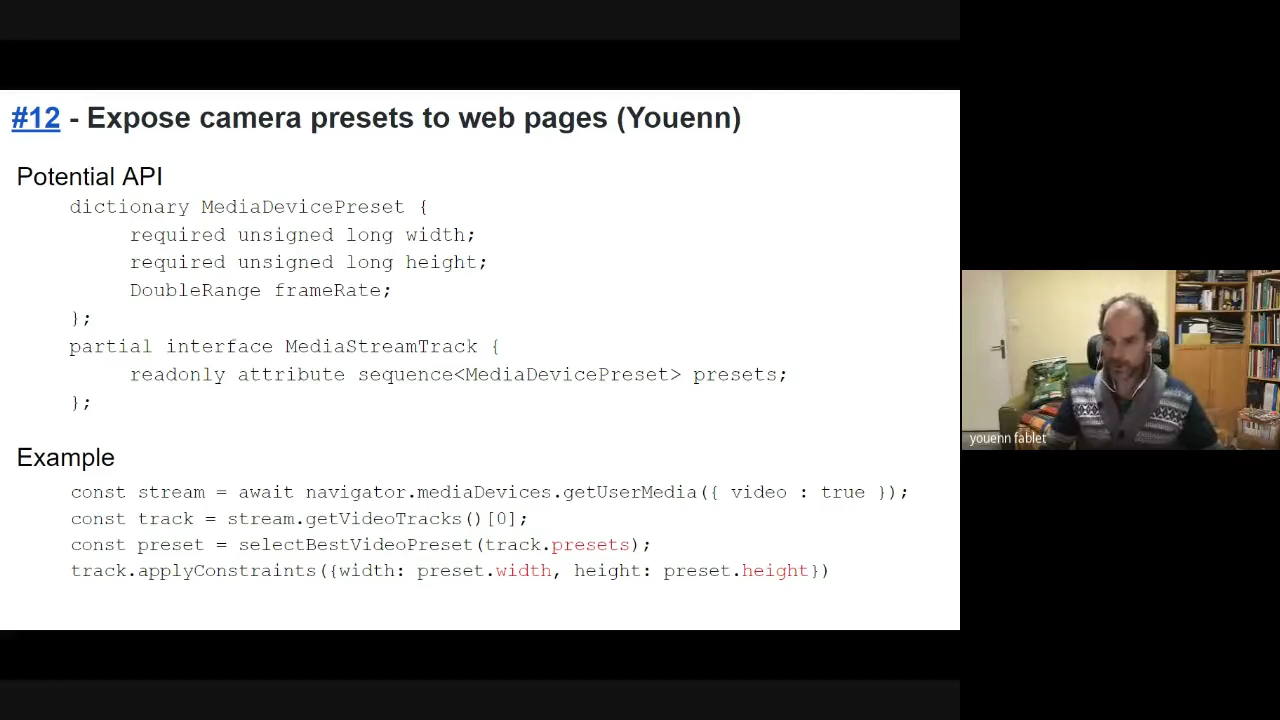 #12 - Expose camera presets to web pages (Youenn)
Potential API
dictionary MediaDevicePreset {
required unsigned long width;
required unsigned long height;
DoubleRange frameRate;
};
partial interface MediaStreamTrack {
readonly attribute sequence<MediaDevicePreset> presets;
};
Example
const stream = await navigator.mediaDevices.getUserMedia({ video : true });
const track = stream.getVideoTracks()[0];
const preset = selectBestVideoPreset(track.presets);
track.applyConstraints({width: preset.width, height: preset.height})
youenn fablet